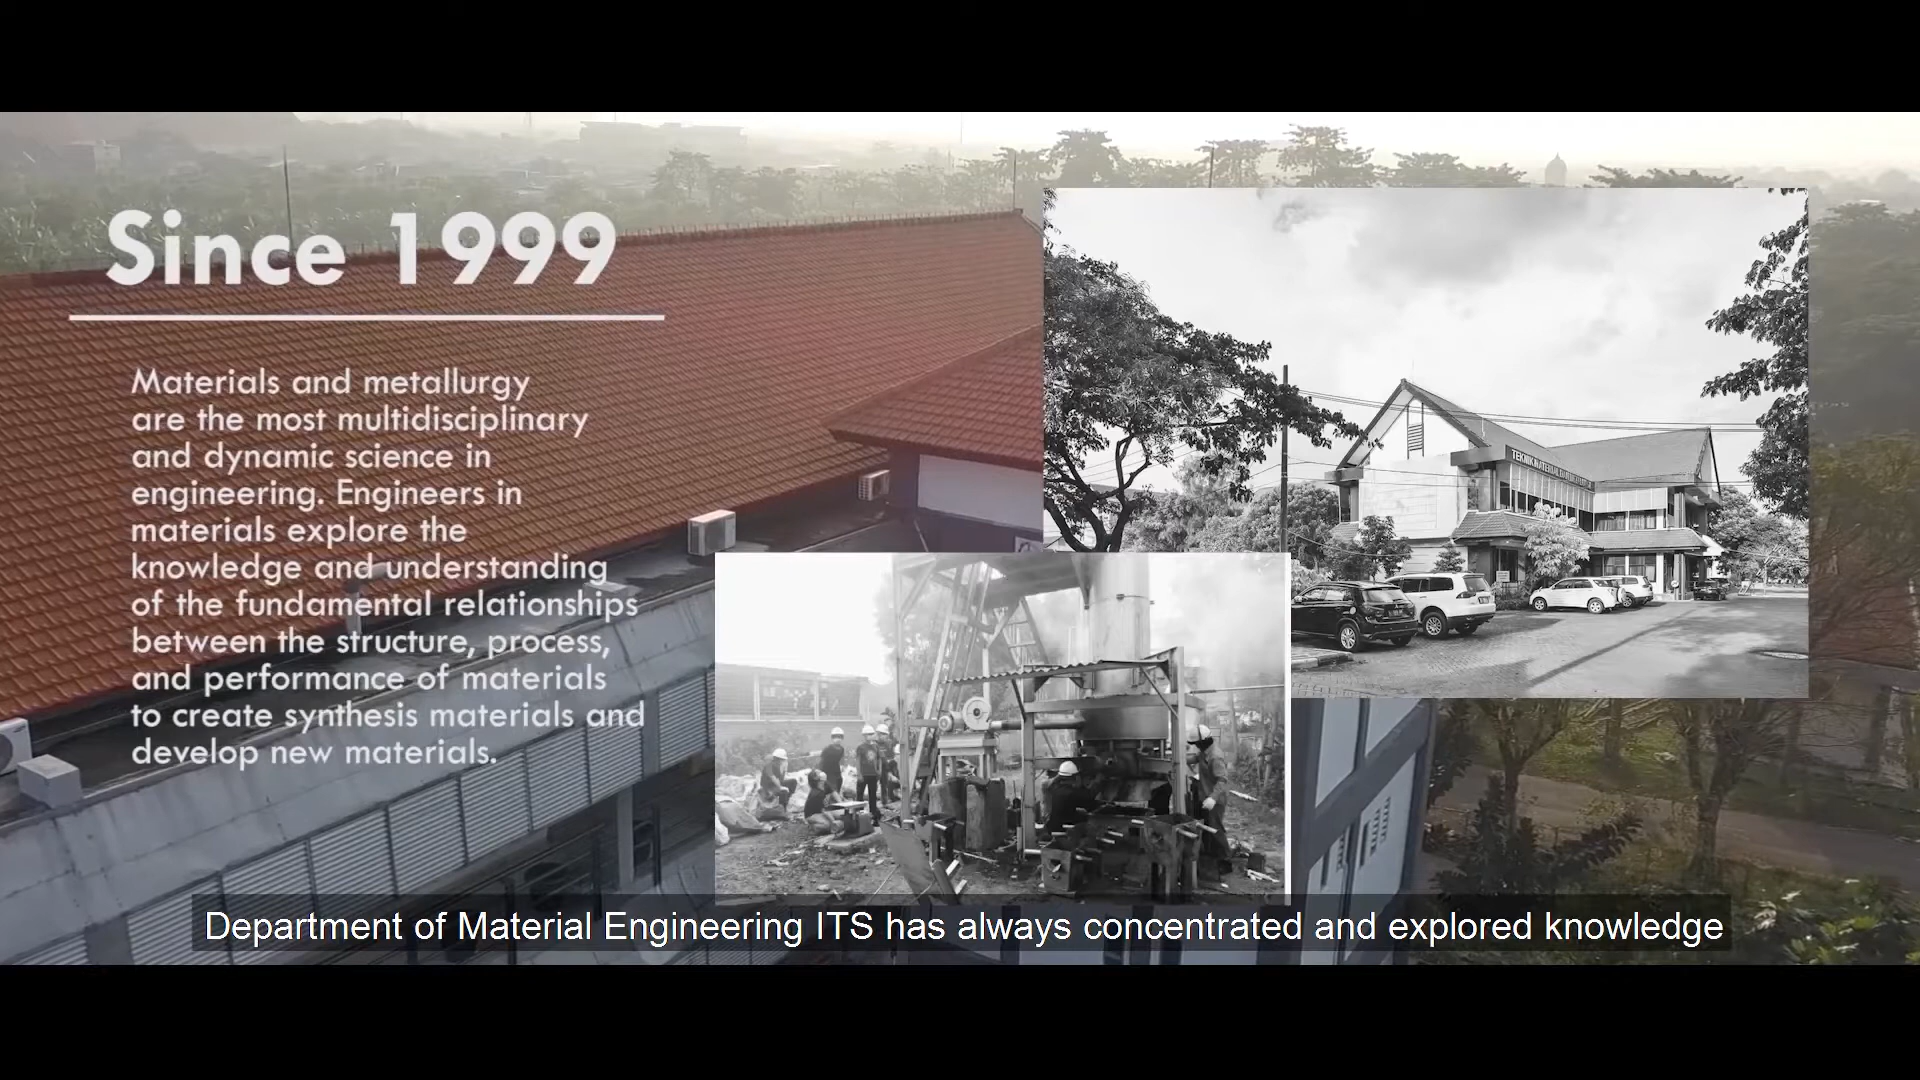 Since 1999
Materials and metallurgy
are the most multidisciplinary
and dynamic science in
engineering. Engineers in
materials explore the
knowledge and understanding
of the fundamental relationships
between the structure, process,
and performance of materials
to create synthesis materials and
develop new materials.
TEKNIK MATERIAL
Department of Material Engineering ITS has always concentrated and explored knowledge